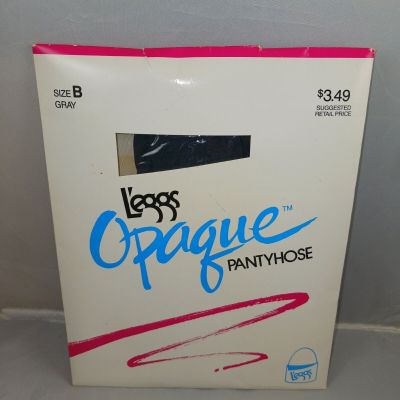 SIZE B
GRAY
$3.49
SUGGESTED
RETAIL PRICE
L'eggs
Opaque™
PANTYHOSE
L'eggs